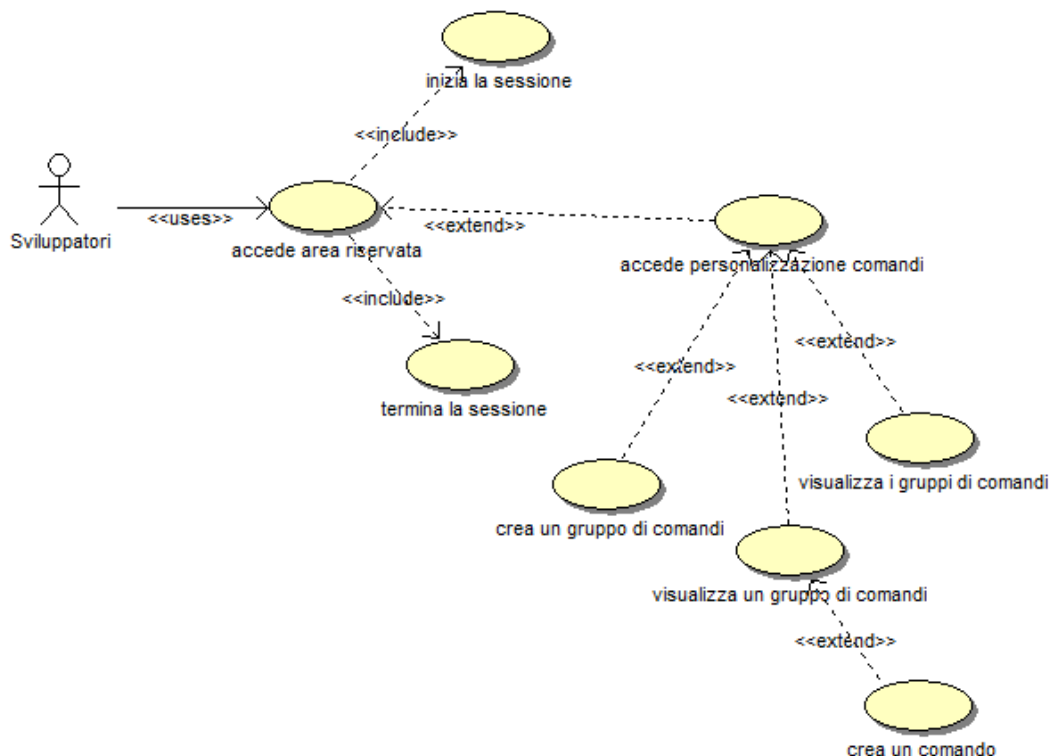 inizia la sessione
<<include>>
<<uses>>
Sviluppatori
accede area riservata
<<extend>>
accede personalizzazione comandi
<<include>>
termina la sessione
<<extend>>
<<extend>>
<<extend>>
visualizza i gruppi di comandi
crea un gruppo di comandi
visualizza un gruppo di comandi
<<extend>>
crea un comando